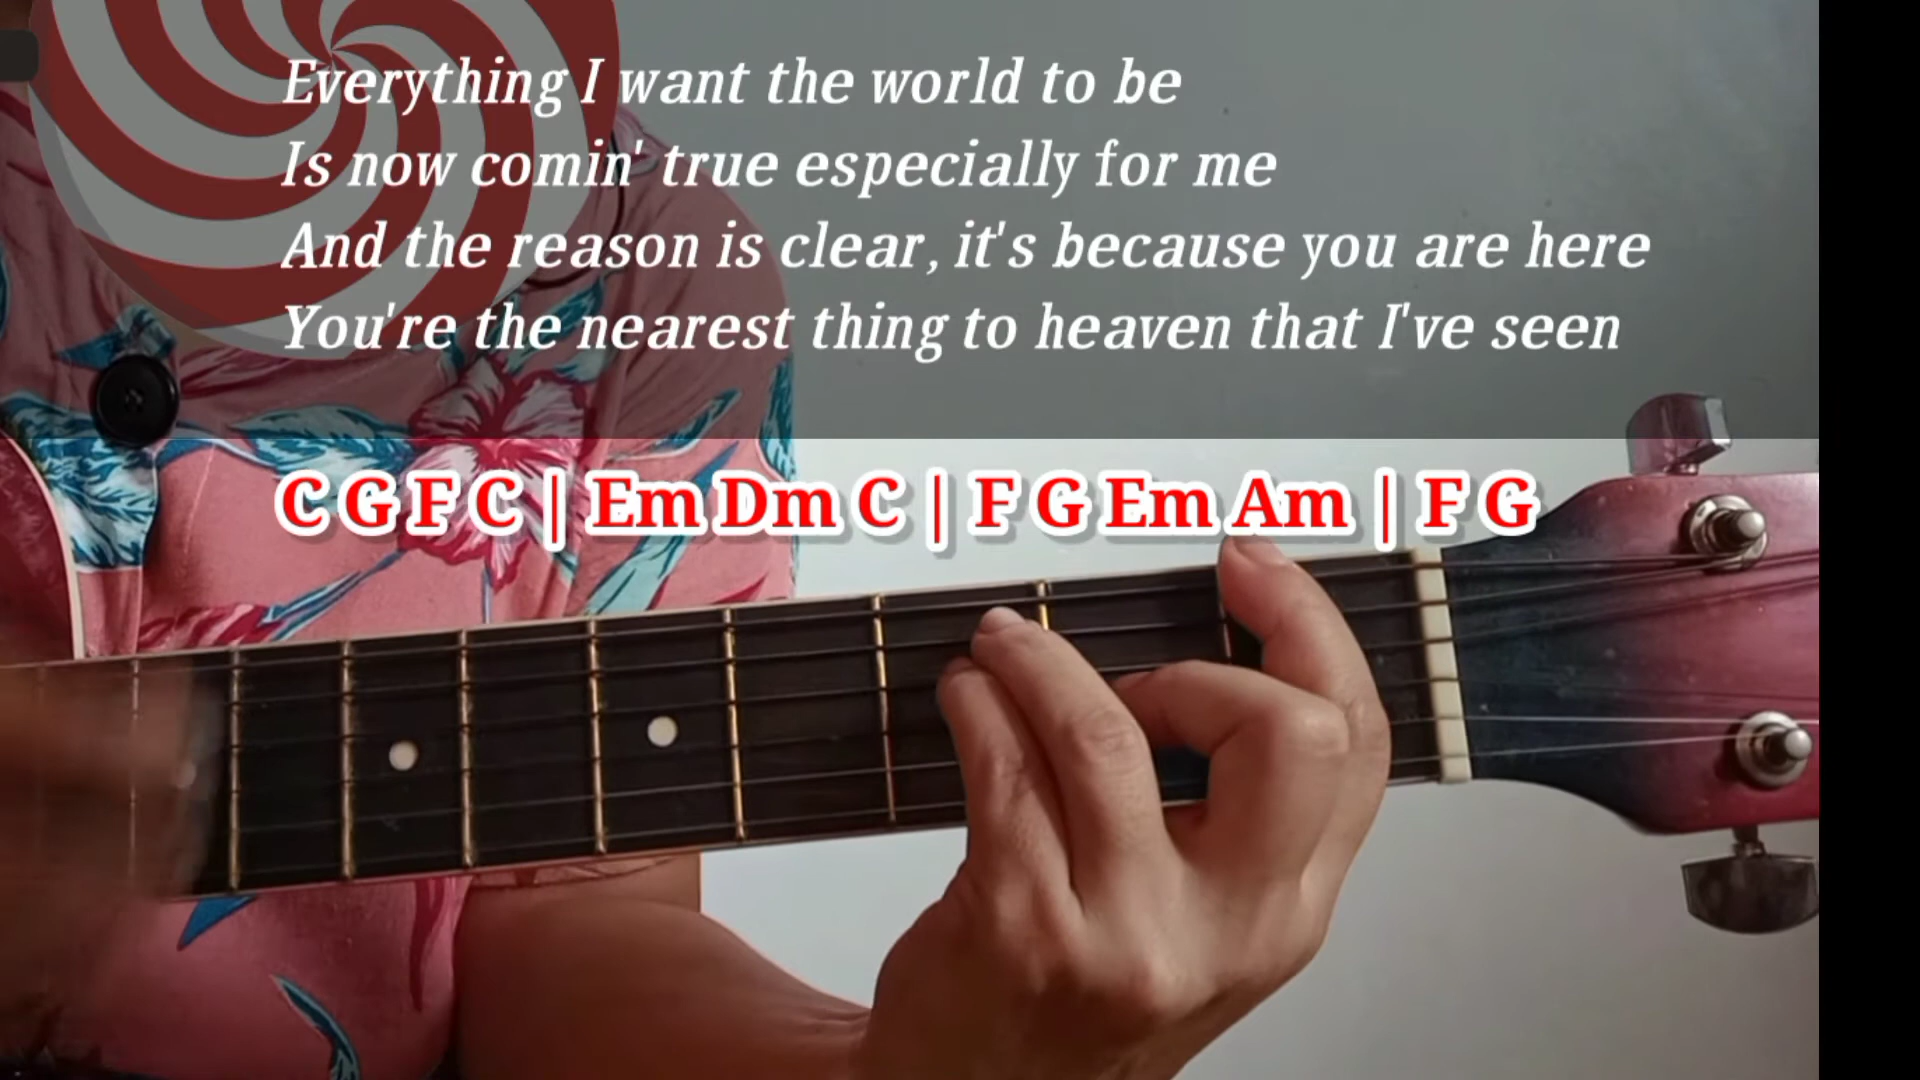 Everything I want the world to be
Is now comin' true especially for me
And the reason is clear, it's because you are here
You're the nearest thing to heaven that I've seen
C G F C | Em Dm C | F G Em Am | F G